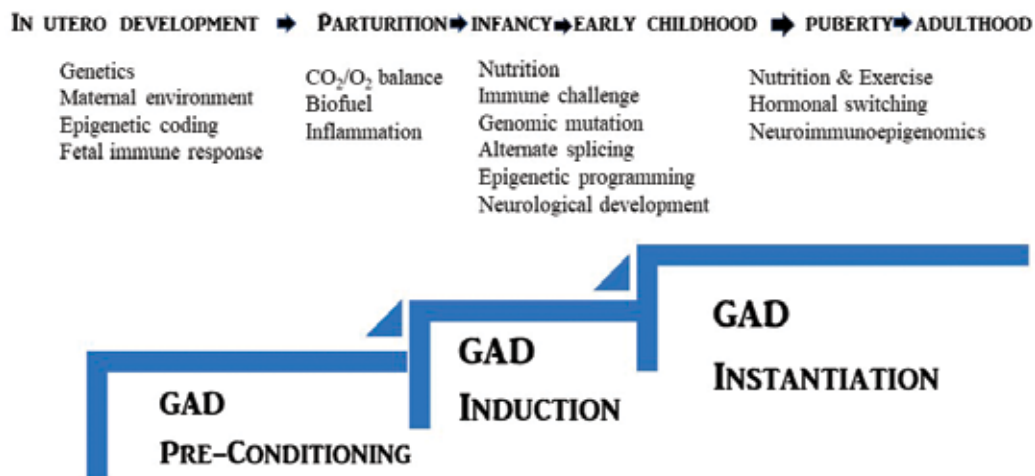 IN UTERO DEVELOPMENT → PARTURITION → INFANCY → EARLY CHILDHOOD → PUBERTY → ADULTHOOD
Genetics
Maternal environment
Epigenetic coding
Fetal immune response
CO₂/O₂ balance
Biofuel
Inflammation
Nutrition
Immune challenge
Genomic mutation
Alternate splicing
Epigenetic programming
Neurological development
Nutrition & Exercise
Hormonal switching
Neuroimmunoepigenomics
GAD
PRE-CONDITIONING
GAD
INDUCTION
GAD
INSTANTIATION